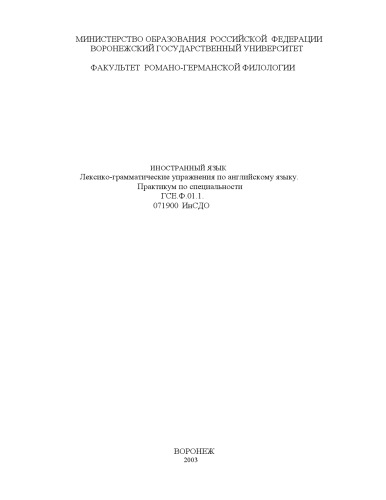 МИНИСТЕРСТВО ОБРАЗОВАНИЯ РОССИЙСКОЙ ФЕДЕРАЦИИ
ВОРОНЕЖСКИЙ ГОСУДАРСТВЕННЫЙ УНИВЕРСИТЕТ
ФАКУЛЬТЕТ РОМАНО-ГЕРМАНСКОЙ ФИЛОЛОГИИ
ИНОСТРАННЫЙ ЯЗЫК
Лексико-грамматические упражнения по английскому языку.
Практикум по специальности
ГСЕ.Ф.01.1.
071900 ИиСДО
ВОРОНЕЖ
2003